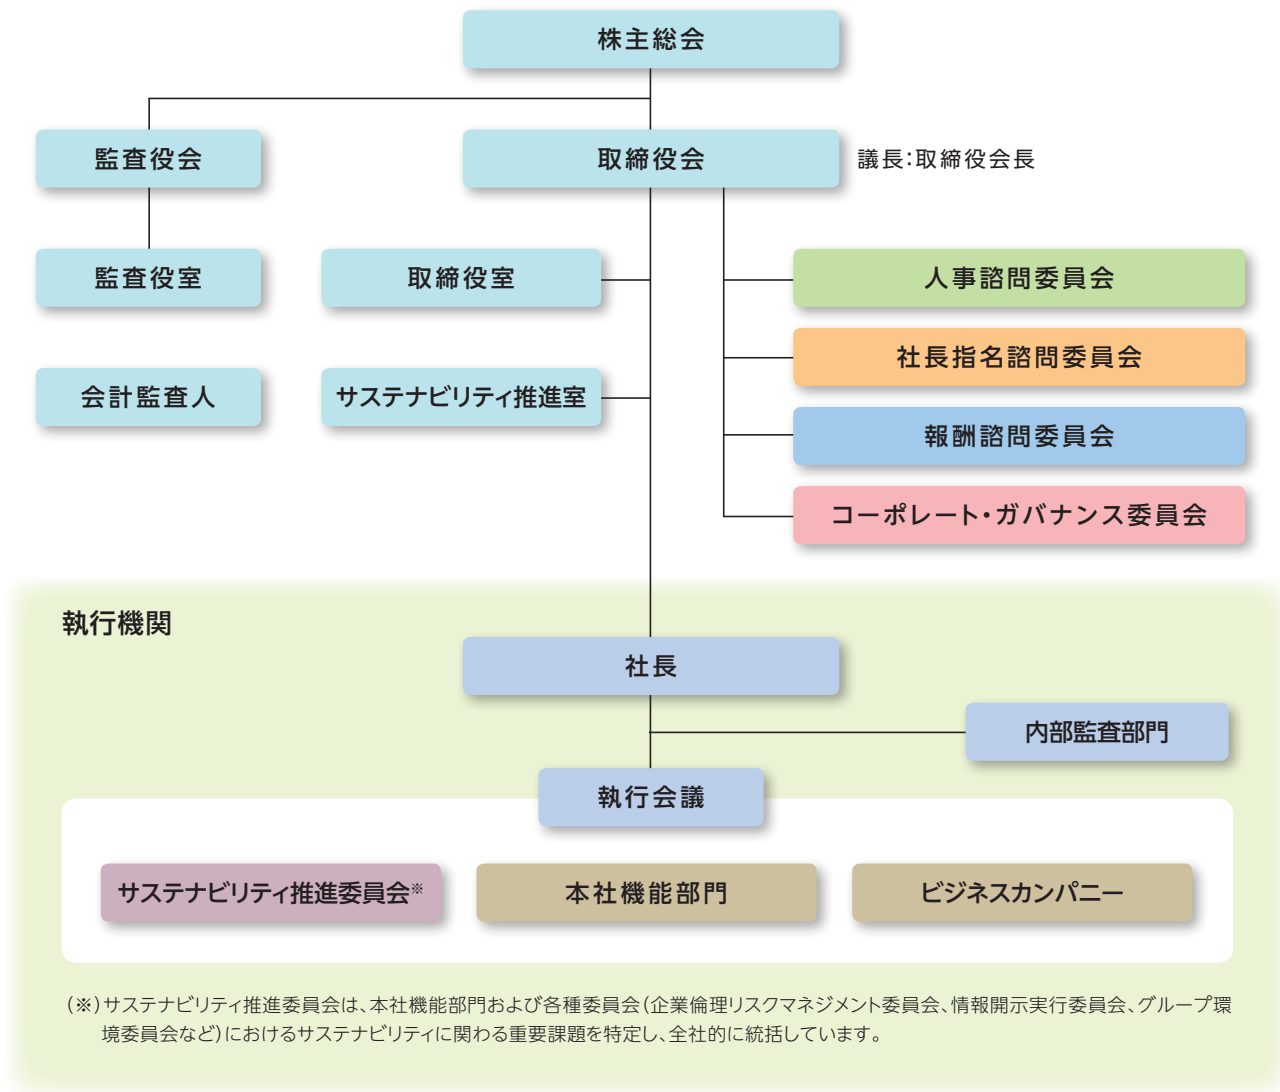 株主総会
監査役会
取締役会
議長:取締役会長
監査役室
取締役室
人事諮問委員会
社長指名諮問委員会
会計監査人
サステナビリティ推進室
報酬諮問委員会
コーポレート・ガバナンス委員会
執行機関
社長
内部監査部門
執行会議
サステナビリティ推進委員会※
本社機能部門
ビジネスカンパニー
(※)サステナビリティ推進委員会は、本社機能部門および各種委員会(企業倫理リスクマネジメント委員会、情報開示実行委員会、グループ環
境委員会など)におけるサステナビリティに関わる重要課題を特定し、全社的に統括しています。